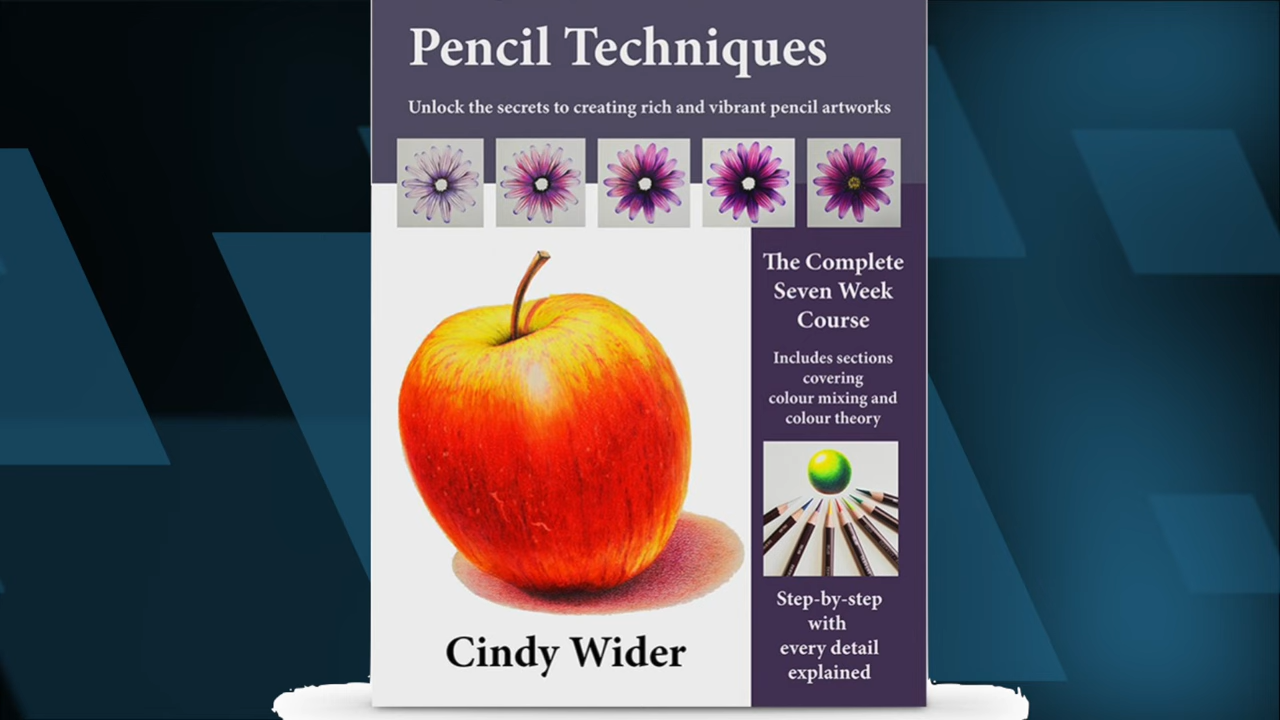 Pencil Techniques
Unlock the secrets to creating rich and vibrant pencil artworks
The Complete
Seven Week
Course
Includes sections
covering
colour mixing and
colour theory
Step-by-step
with
every detail
explained
Cindy Wider